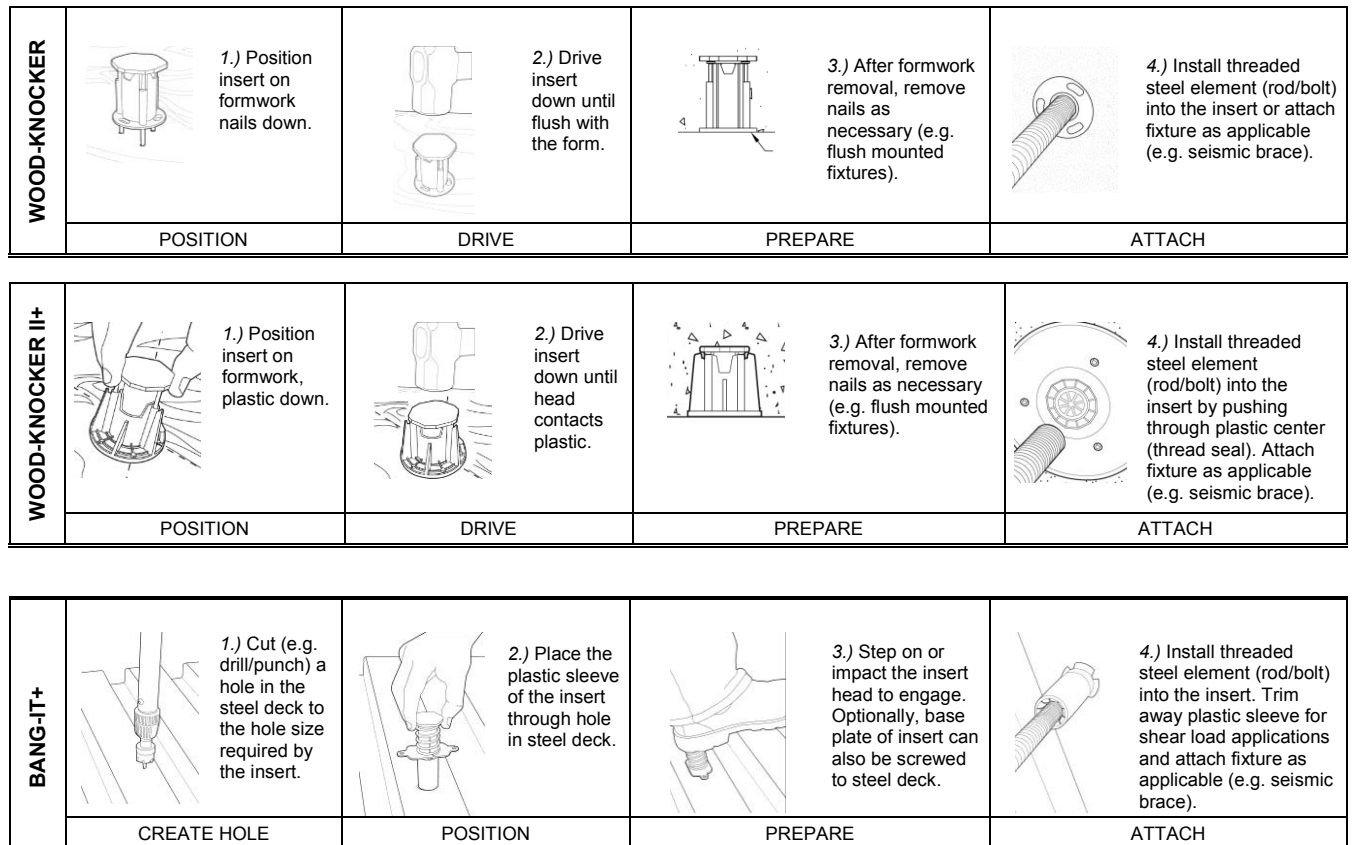 WOOD-KNOCKER
1.) Position
insert on
formwork
nails down.
2.) Drive
insert
down until
flush with
the form.
3.) After formwork
removal, remove
nails as
necessary (e.g.
flush mounted
fixtures).
4.) Install threaded
steel element (rod/bolt)
into the insert or attach
fixture as applicable
(e.g. seismic brace).
POSITION
DRIVE
PREPARE
ATTACH
WOOD-KNOCKER II+
1.) Position
insert on
formwork,
plastic down.
2.) Drive
insert
down until
head
contacts
plastic.
3.) After formwork
removal, remove
nails as necessary
(e.g. flush mounted
fixtures).
4.) Install threaded
steel element
(rod/bolt) into the
insert by pushing
through plastic center
(thread seal). Attach
fixture as applicable
(e.g. seismic brace).
POSITION
DRIVE
PREPARE
ATTACH
BANG-IT+
1.) Cut (e.g.
drill/punch) a
hole in the
steel deck to
the hole size
required by
the insert.
2.) Place the
plastic sleeve
of the insert
through hole
in steel deck.
3.) Step on or
impact the insert
head to engage.
Optionally, base
plate of insert can
also be screwed
to steel deck.
4.) Install threaded
steel element (rod/bolt)
into the insert. Trim
away plastic sleeve for
shear load applications
and attach fixture as
applicable (e.g. seismic
brace).
CREATE HOLE
POSITION
PREPARE
ATTACH